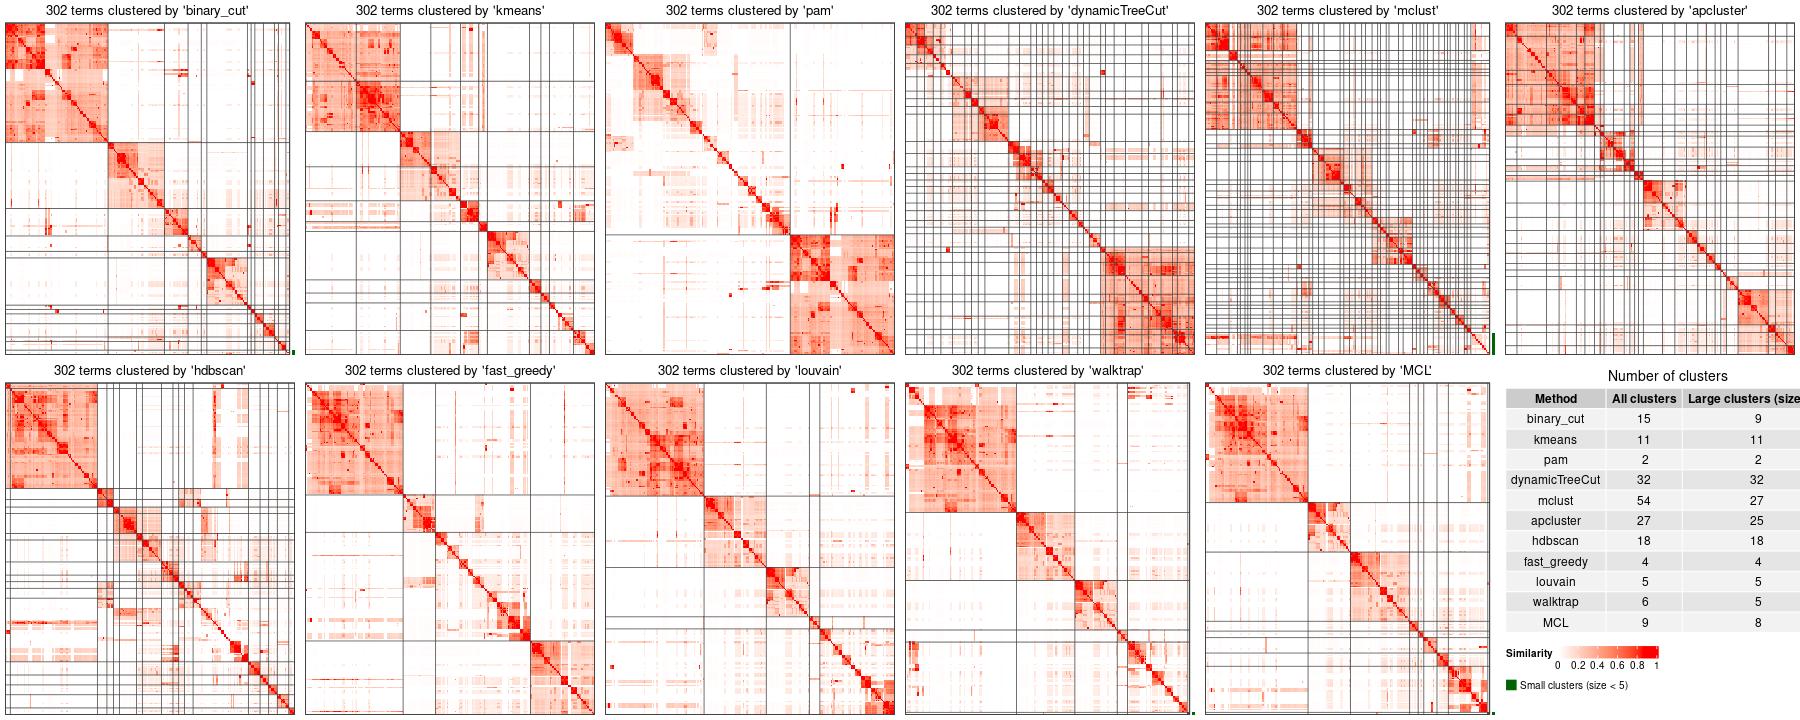 302 terms clustered by 'binary_cut'
302 terms clustered by 'kmeans'
302 terms clustered by 'pam'
302 terms clustered by 'dynamicTreeCut'
302 terms clustered by 'mclust'
302 terms clustered by 'apcluster'
302 terms clustered by 'hdbscan'
302 terms clustered by 'fast_greedy'
302 terms clustered by 'louvain'
302 terms clustered by 'walktrap'
302 terms clustered by 'MCL'
Number of clusters
Method All clusters Large clusters (size
binary_cut 15 9
kmeans 11 11
pam 2 2
dynamicTreeCut 32 32
mclust 54 27
apcluster 27 25
hdbscan 18 18
fast_greedy 4 4
louvain 5 5
walktrap 6 5
MCL 9 8
Similarity
0 0.2 0.4 0.6 0.8 1
Small clusters (size < 5)